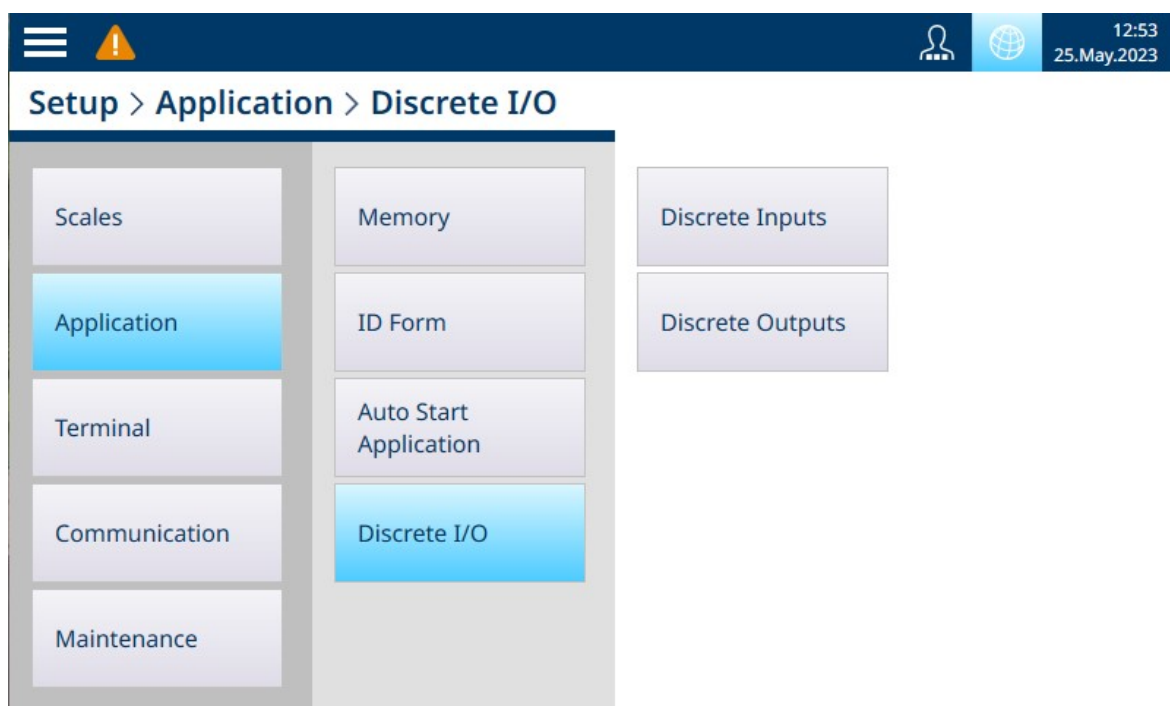 12:53
25.May.2023
Setup > Application > Discrete I/O
Scales
Application
Terminal
Communication
Maintenance
Memory
ID Form
Auto Start
Application
Discrete I/O
Discrete Inputs
Discrete Outputs